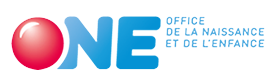 ONE
OFFICE
DE LA NAISSANCE
ET DE L'ENFANCE